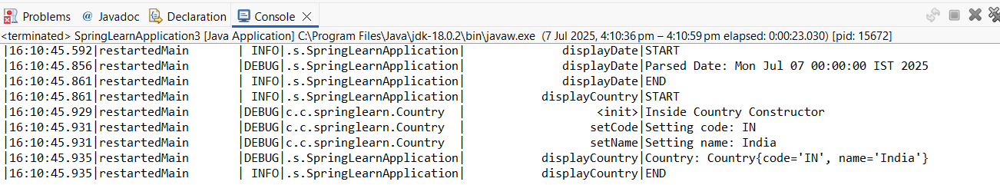 Problems @ Javadoc Declaration Console
<terminated> SpringLearnApplication3 [Java Application] C:\Program Files\Java\jdk-18.0.2\bin\javaw.exe (7 Jul 2025, 4:10:36 pm – 4:10:59 pm elapsed: 0:00:23.030) [pid: 15672]
|16:10:45.592|restartedMain       | INFO|.s.SpringLearnApplication|             displayDate|START
|16:10:45.856|restartedMain       |DEBUG|.s.SpringLearnApplication|             displayDate|Parsed Date: Mon Jul 07 00:00:00 IST 2025
|16:10:45.861|restartedMain       | INFO|.s.SpringLearnApplication|             displayDate|END
|16:10:45.861|restartedMain       | INFO|.s.SpringLearnApplication|          displayCountry|START
|16:10:45.929|restartedMain       |DEBUG|c.c.springlearn.Country  |                  <init>|Inside Country Constructor
|16:10:45.931|restartedMain       |DEBUG|c.c.springlearn.Country  |                 setCode|Setting code: IN
|16:10:45.931|restartedMain       |DEBUG|c.c.springlearn.Country  |                 setName|Setting name: India
|16:10:45.935|restartedMain       |DEBUG|.s.SpringLearnApplication|          displayCountry|Country: Country{code='IN', name='India'}
|16:10:45.935|restartedMain       | INFO|.s.SpringLearnApplication|          displayCountry|END